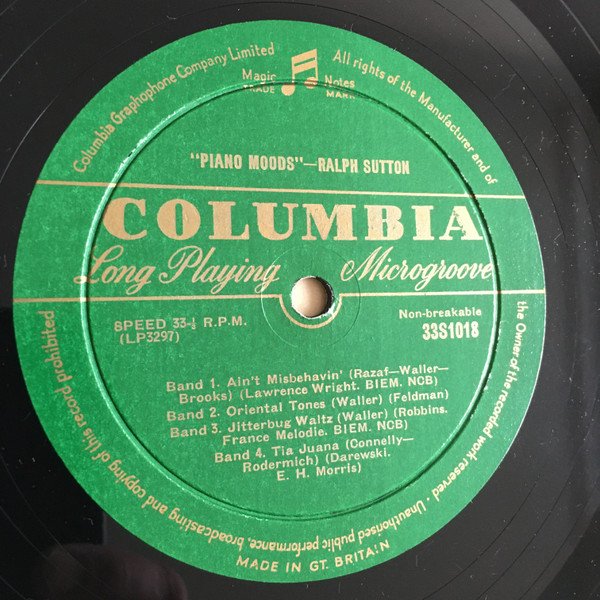 Columbia Graphophone Company Limited
All rights of the Manufacturer and of
the Owner of the recorded work reserved · Unauthorised public performance, broadcasting and copying of this record prohibited
Magic Notes
TRADE MARK
"PIANO MOODS"—RALPH SUTTON
COLUMBIA
Long Playing Microgroove
SPEED 33⅓ R.P.M.
(LP3297)
Non-breakable
33S1018
Band 1. Ain't Misbehavin' (Razaf—Waller—
Brooks) (Lawrence Wright. BIEM. NCB)
Band 2. Oriental Tones (Waller) (Feldman)
Band 3. Jitterbug Waltz (Waller) (Robbins.
France Melodie. BIEM. NCB)
Band 4. Tia Juana (Connelly—
Rodermich) (Darewski.
E. H. Morris)
MADE IN GT. BRITAIN